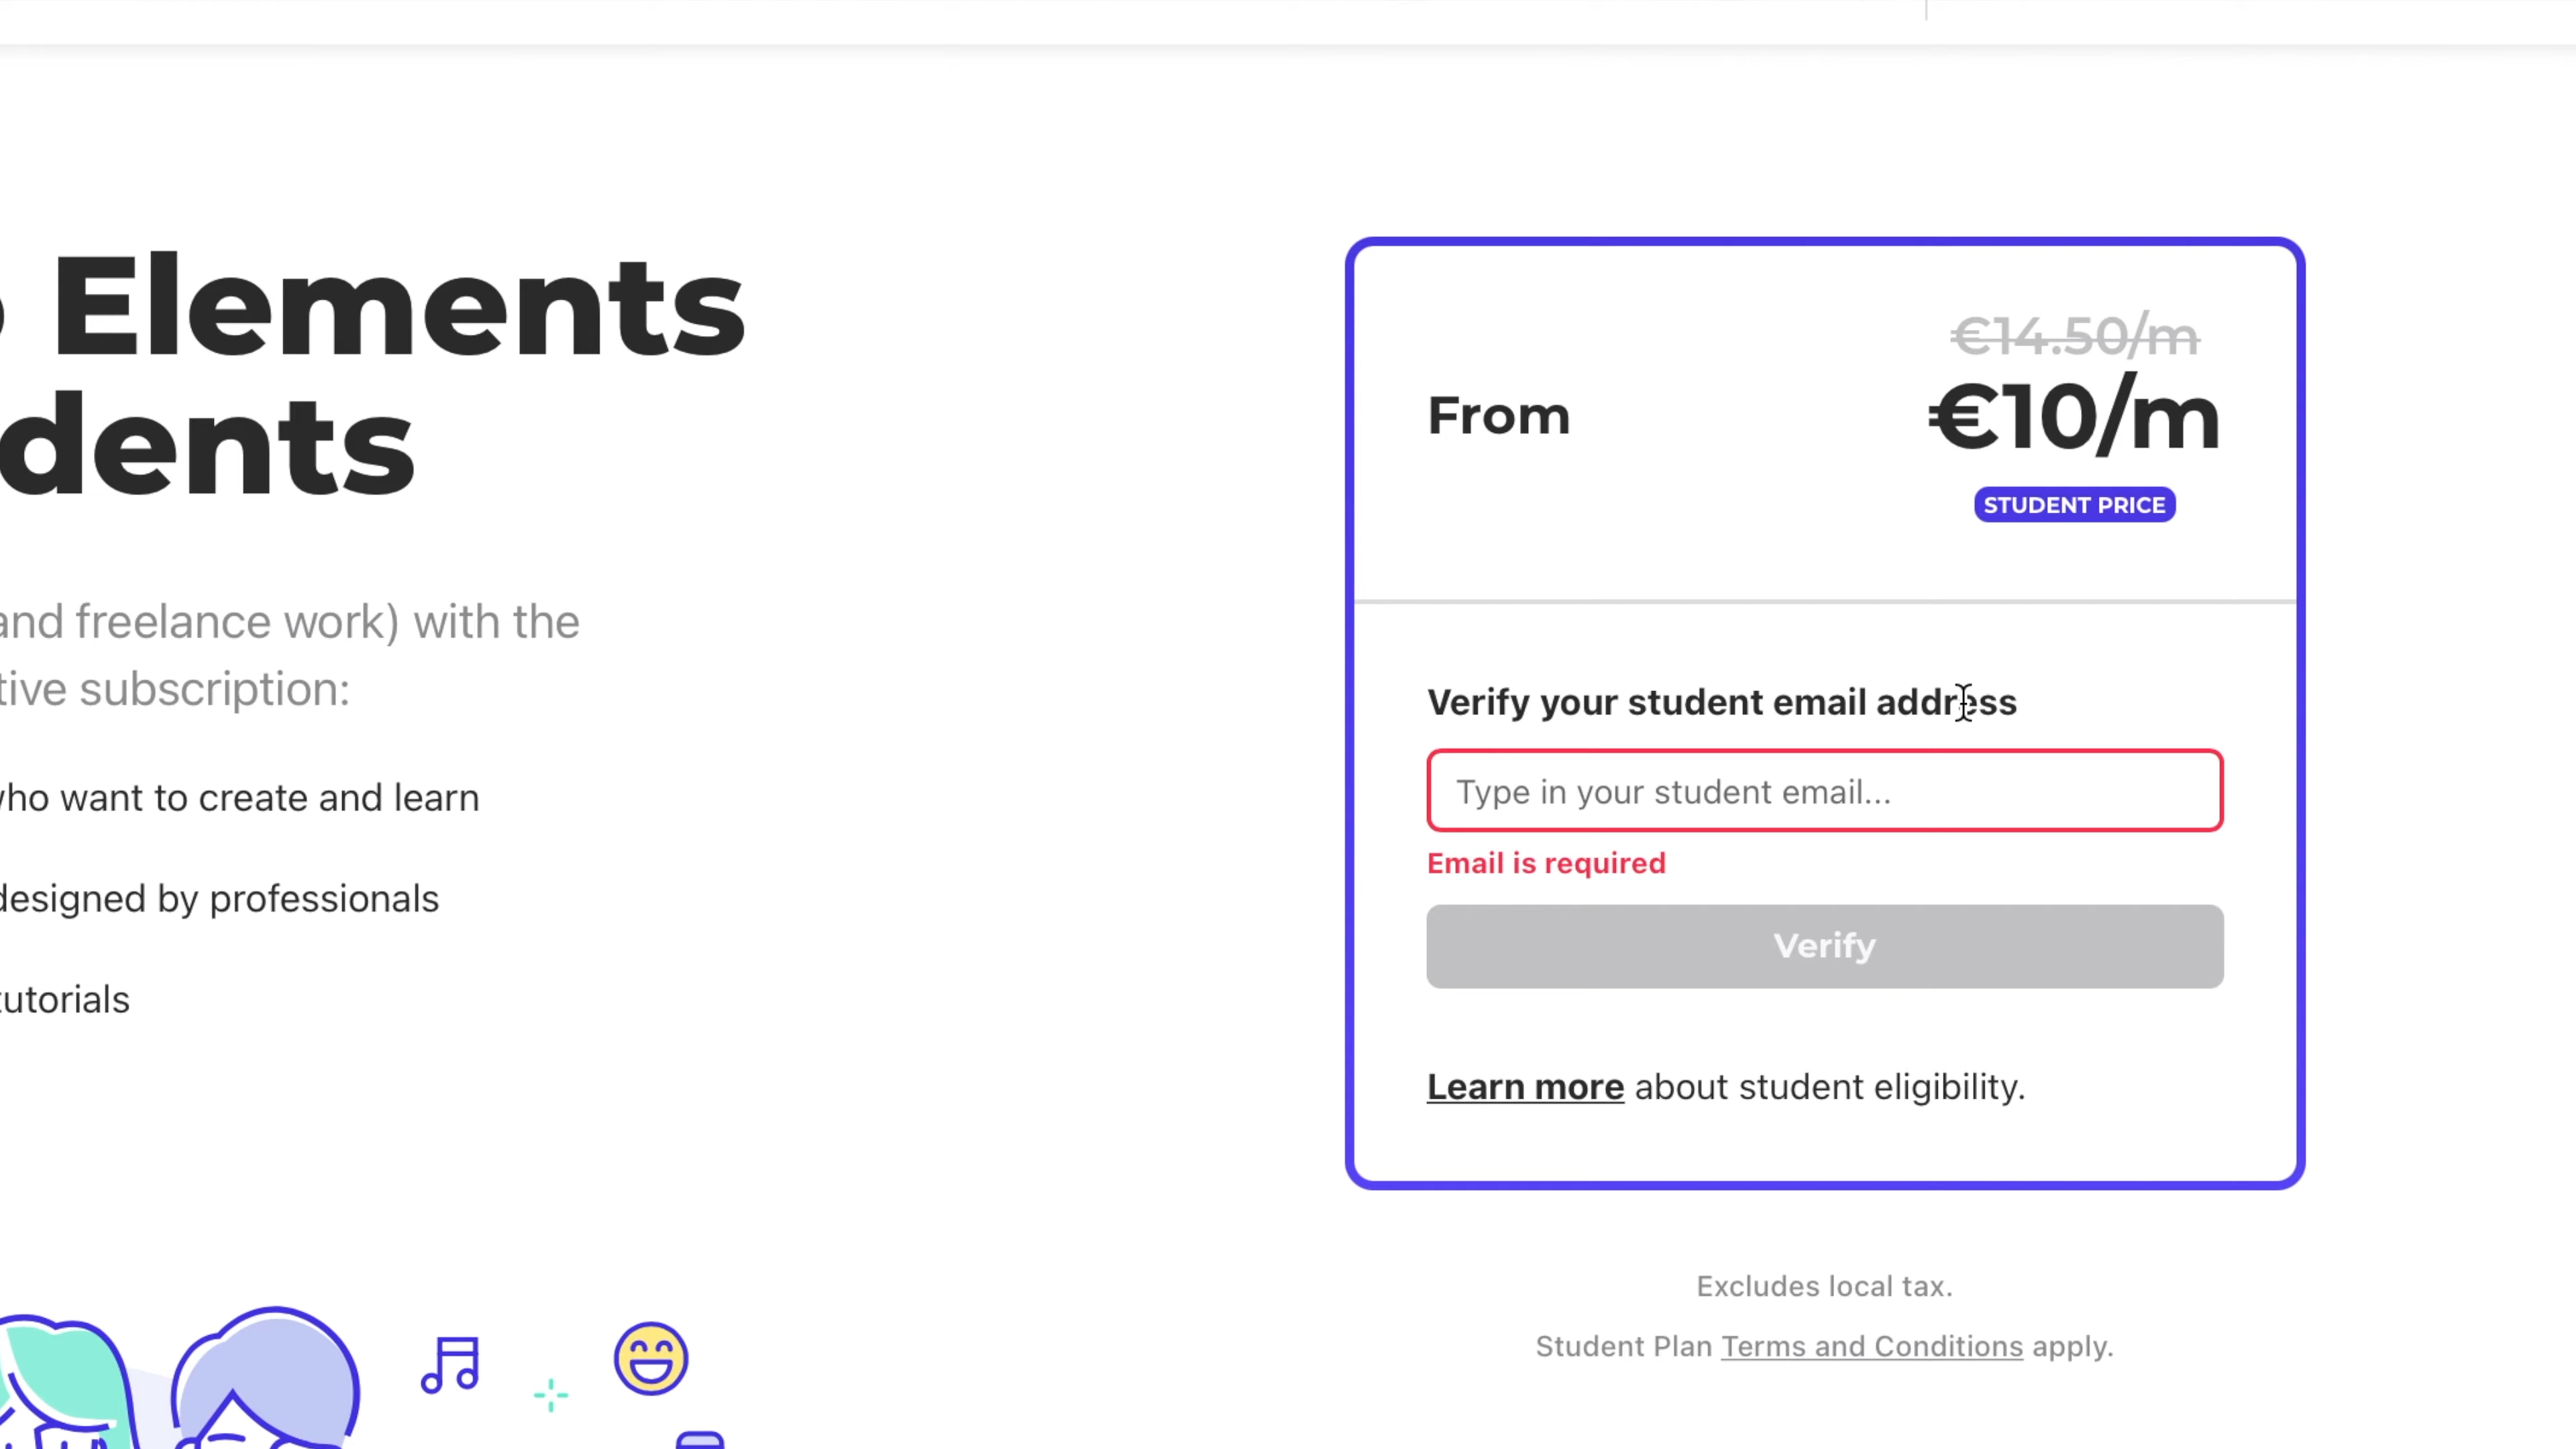 Elements
dents
and freelance work) with the
tive subscription:
who want to create and learn
designed by professionals
tutorials
€14.50/m
From
€10/m
STUDENT PRICE
Verify your student email address
Type in your student email...
Email is required
Verify
Learn more about student eligibility.
Excludes local tax.
Student Plan Terms and Conditions apply.